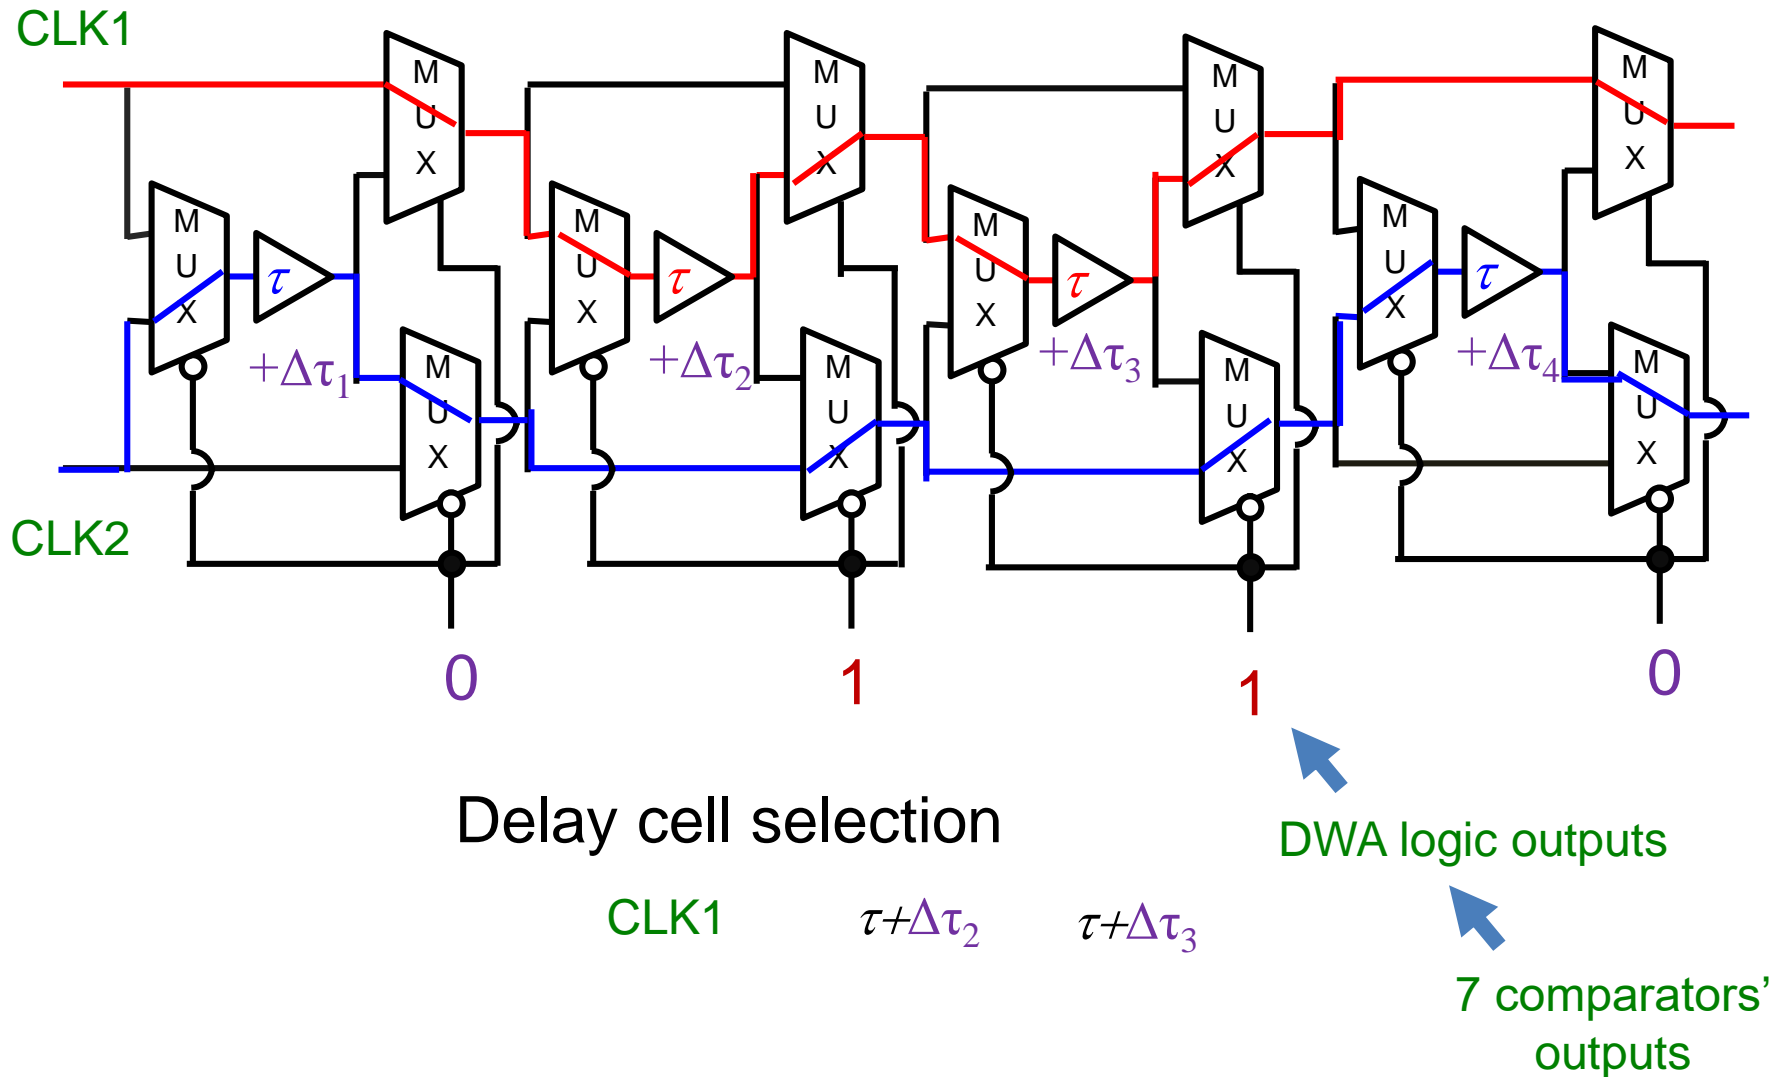 CLK1
M
U
X
M
U
X
M
U
X
M
U
X
M
U
X
M
U
X
M
U
X
M
U
X
τ
τ
τ
τ
+Δτ1
+Δτ2
+Δτ3
+Δτ4
M
U
X
M
U
X
M
U
X
M
U
X
CLK2
0
1
1
0
Delay cell selection
DWA logic outputs
CLK1 τ+Δτ2 τ+Δτ3
7 comparators’
outputs